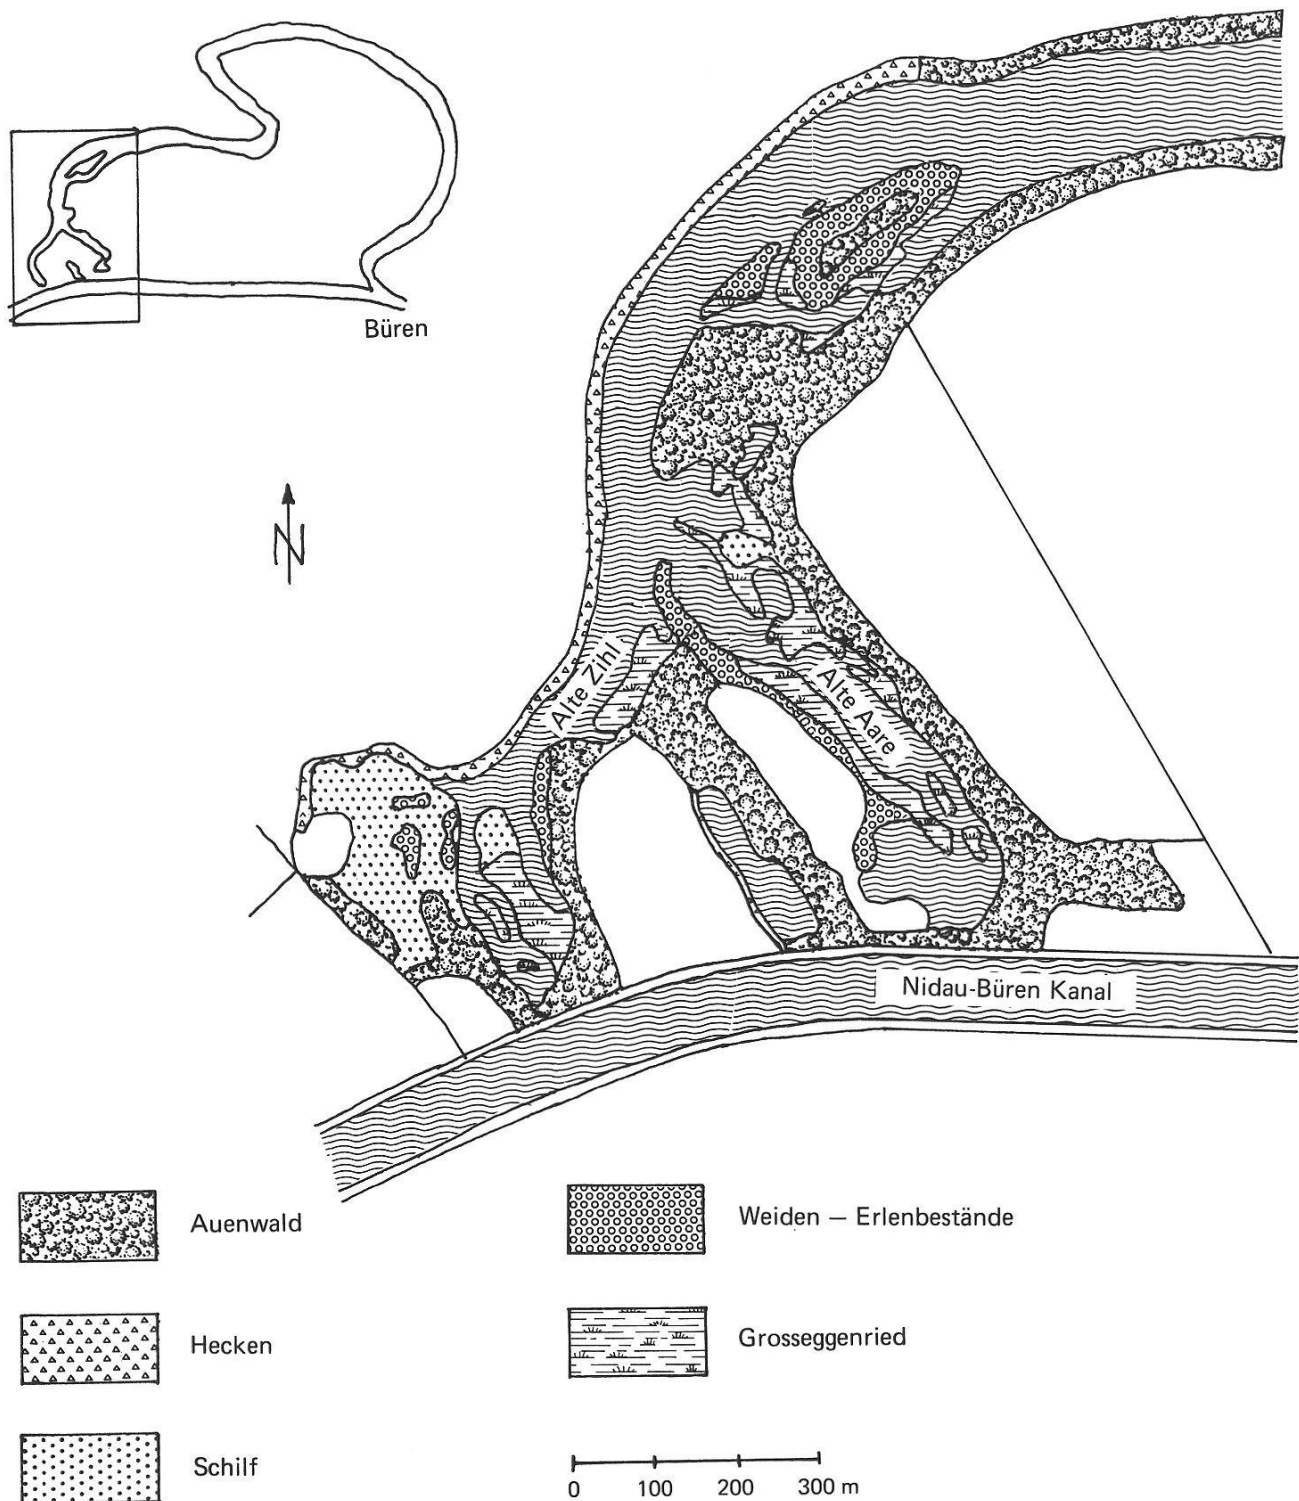 Büren
N
Alte Zihl
Alte Aare
Nidau-Büren Kanal
Auenwald
Weiden – Erlenbestände
Hecken
Grosseggenried
Schilf
0 100 200 300 m